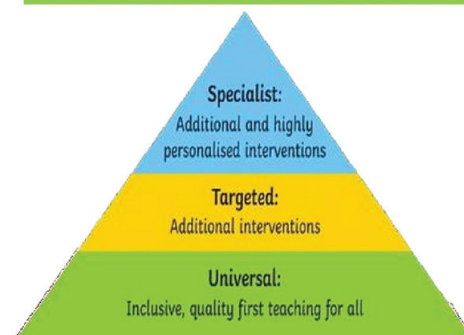 Specialist:
Additional and highly
personalised interventions
Targeted:
Additional interventions
Universal:
Inclusive, quality first teaching for all